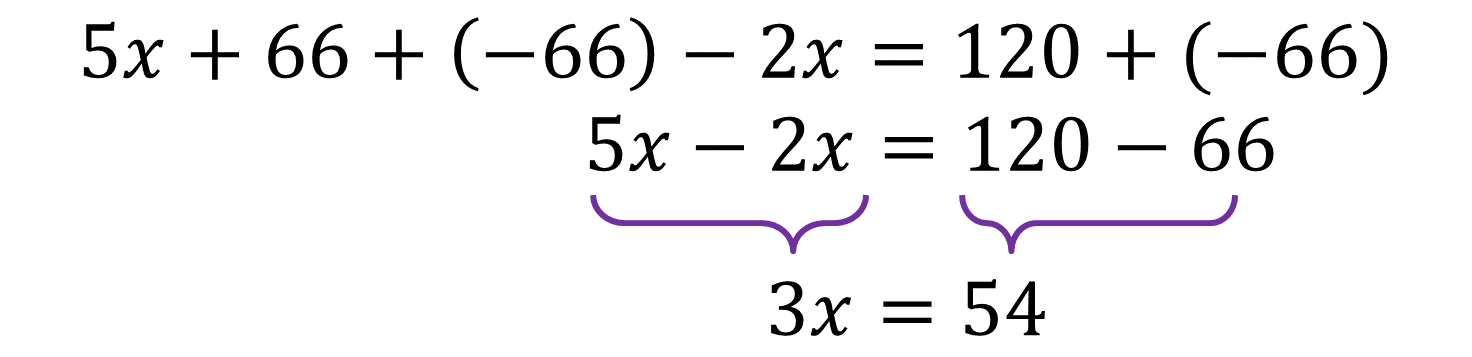 5x + 66 + (−66) − 2x = 120 + (−66)
5x − 2x = 120 − 66
3x = 54